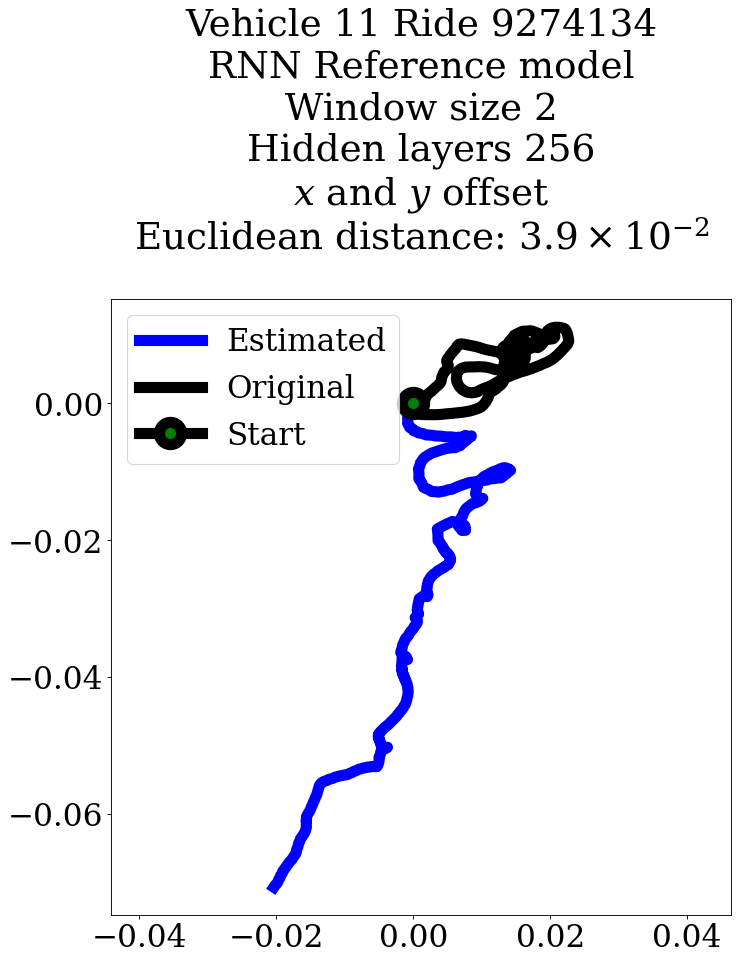 Vehicle 11 Ride 9274134
RNN Reference model
Window size 2
Hidden layers 256
x and y offset
Euclidean distance: 3.9 × 10⁻²
Estimated
Original
Start
0.00
−0.02
−0.04
−0.06
−0.04 −0.02 0.00 0.02 0.04